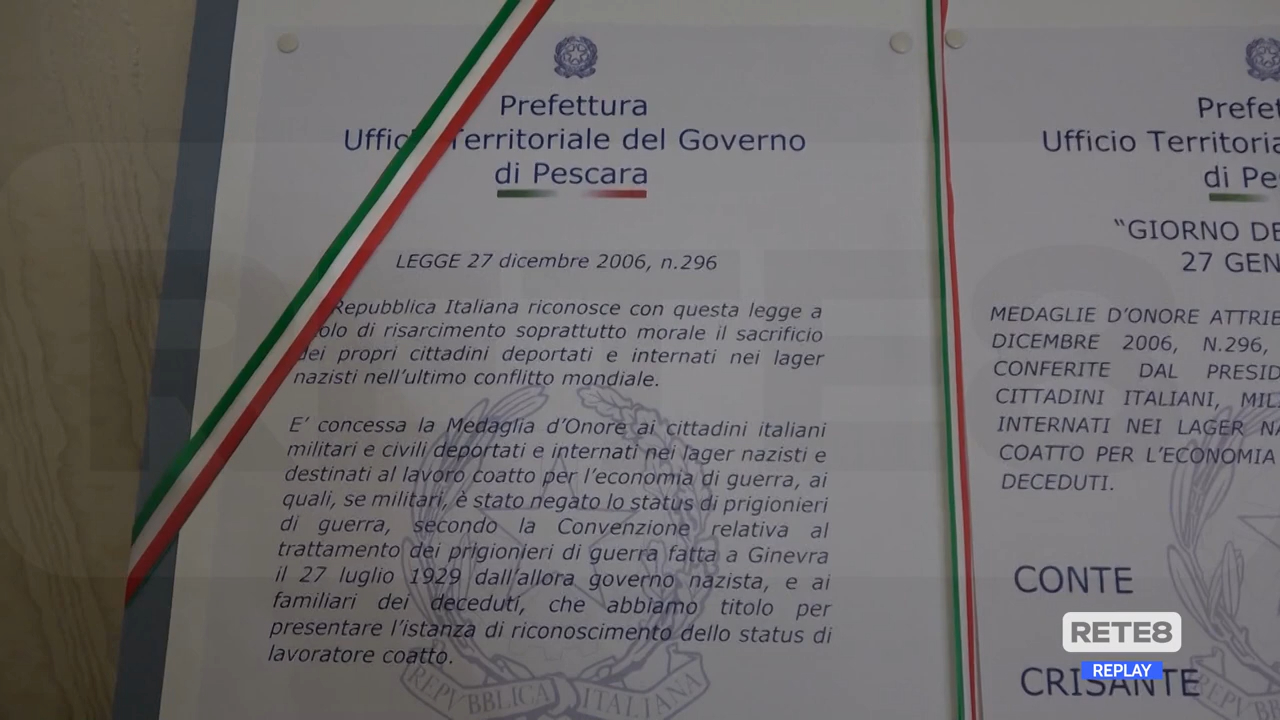 Prefettura
Ufficio Territoriale del Governo
di Pescara
LEGGE 27 dicembre 2006, n.296
Repubblica Italiana riconosce con questa legge a
di risarcimento soprattutto morale il sacrificio
dei propri cittadini deportati e internati nei lager
nazisti nell'ultimo conflitto mondiale.
E' concessa la Medaglia d'Onore ai cittadini italiani
militari e civili deportati e internati nei lager nazisti e
destinati al lavoro coatto per l'economia di guerra, ai
quali, se militari, è stato negato lo status di prigionieri
di guerra, secondo la Convenzione relativa al
trattamento dei prigionieri di guerra fatta a Ginevra
il 27 luglio 1929 dall'allora governo nazista, e ai
familiari dei deceduti, che abbiamo titolo per
presentare l'istanza di riconoscimento dello status di
lavoratore coatto.
REPVBBLICA ITALIANA
Prefet
Ufficio Territoria
di Pe
"GIORNO DE
27 GEN
MEDAGLIE D'ONORE ATTRIB
DICEMBRE 2006, N.296,
CONFERITE DAL PRESID
CITTADINI ITALIANI, MIL
INTERNATI NEI LAGER NA
COATTO PER L'ECONOMIA
DECEDUTI.
CONTE
CRISANTE
RETE8
REPLAY